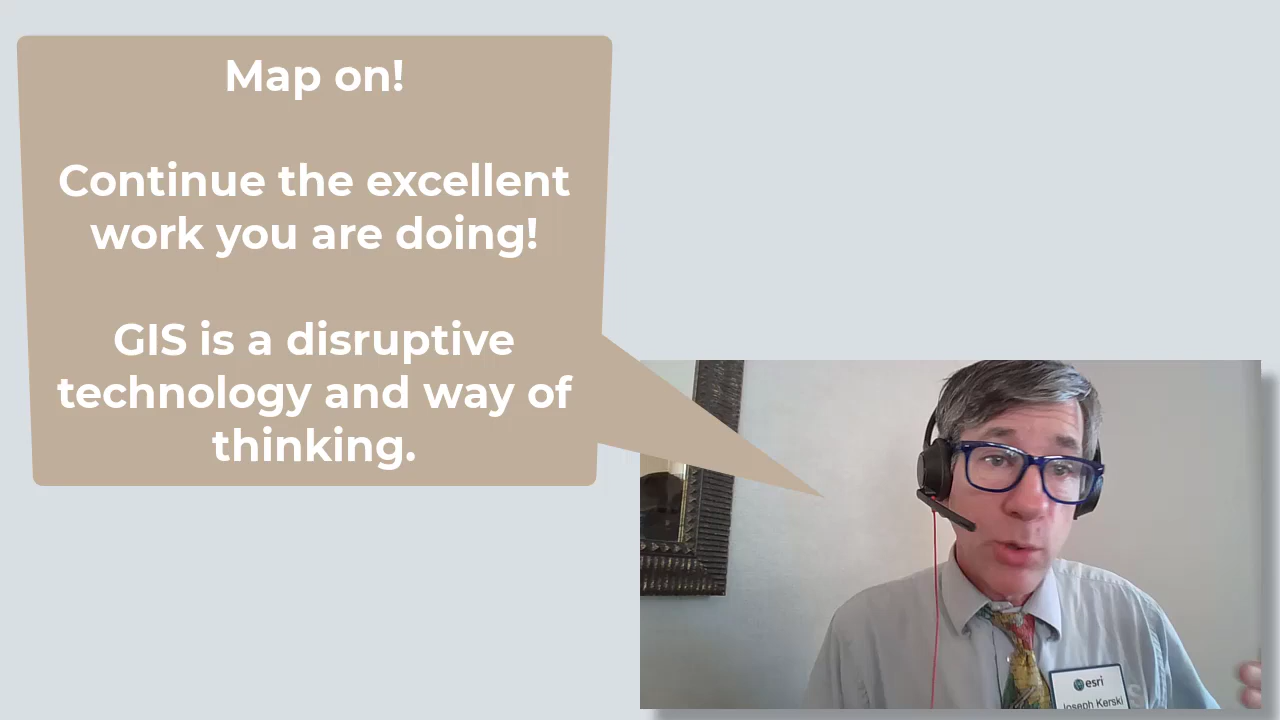 Map on!
Continue the excellent
work you are doing!
GIS is a disruptive
technology and way of
thinking.
esri
Joseph Kerski